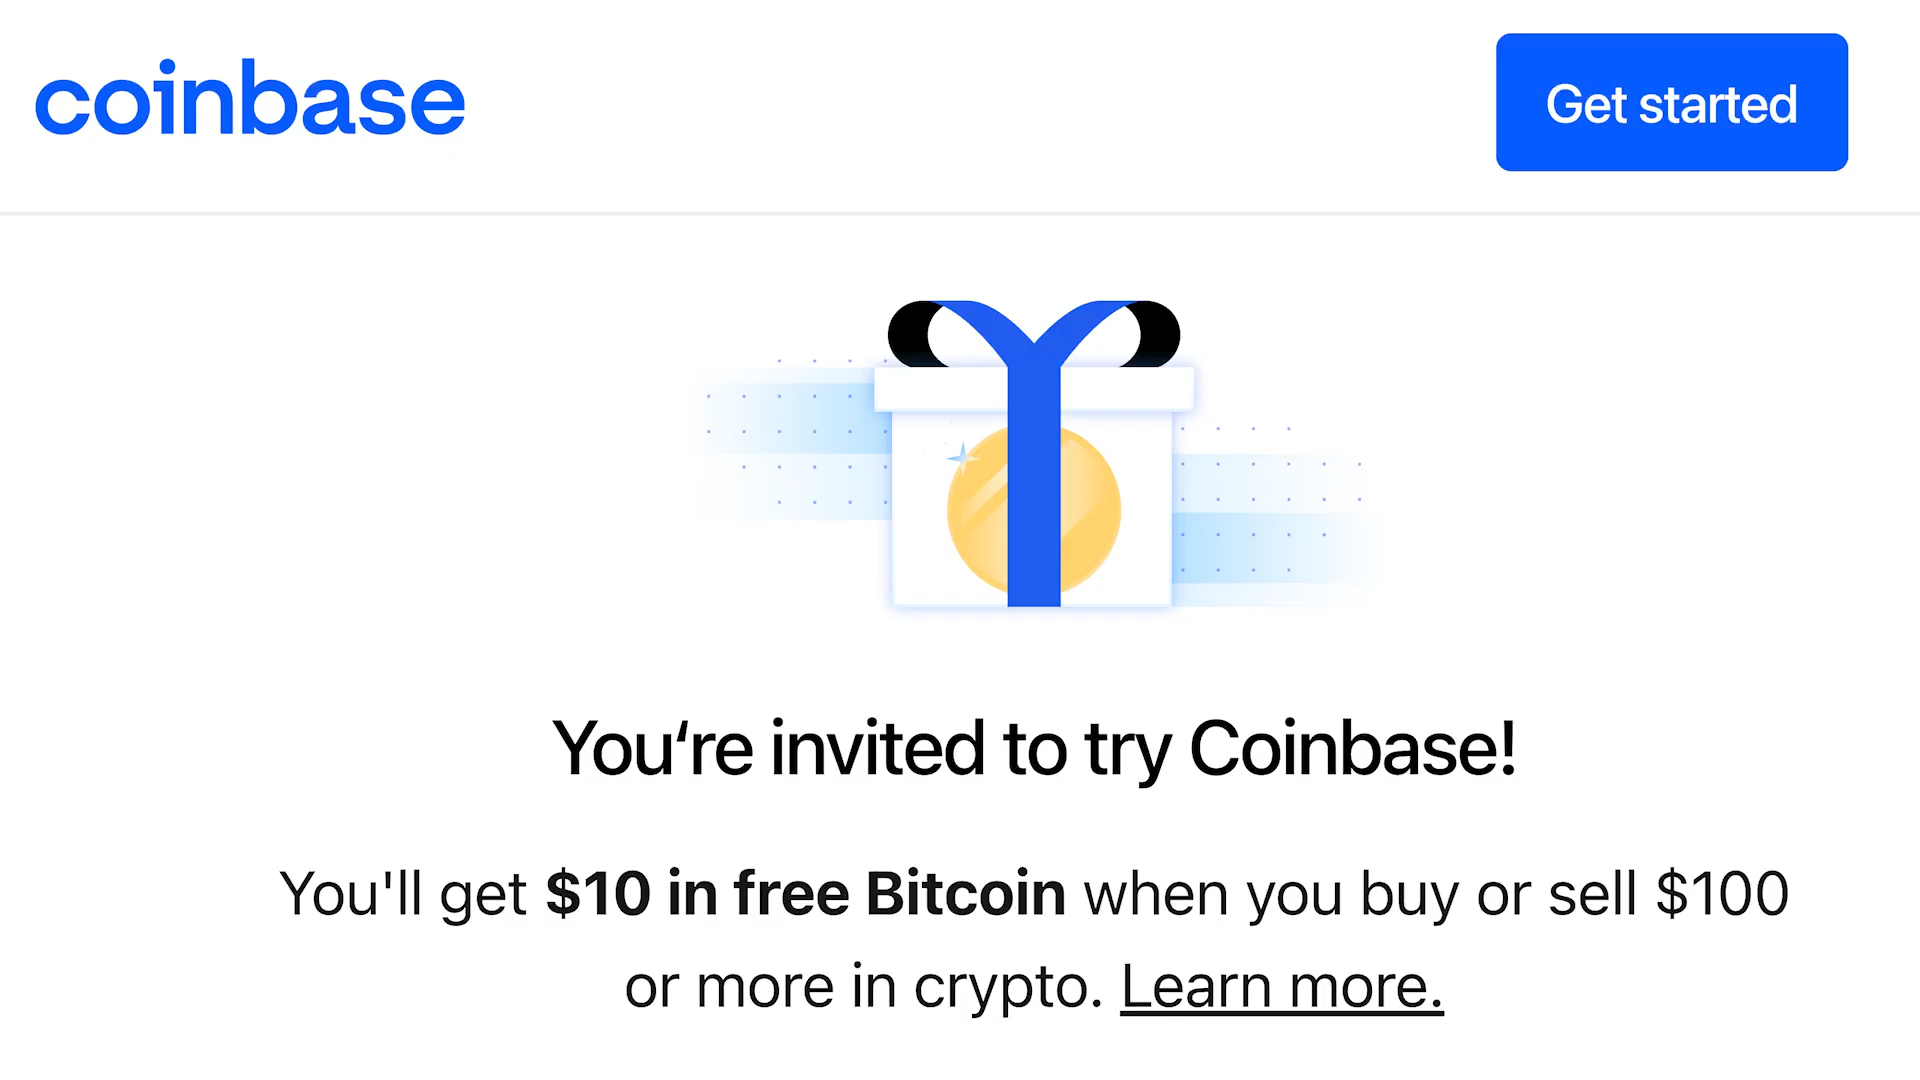 coinbase
Get started
You‘re invited to try Coinbase!
You'll get $10 in free Bitcoin when you buy or sell $100
or more in crypto. Learn more.